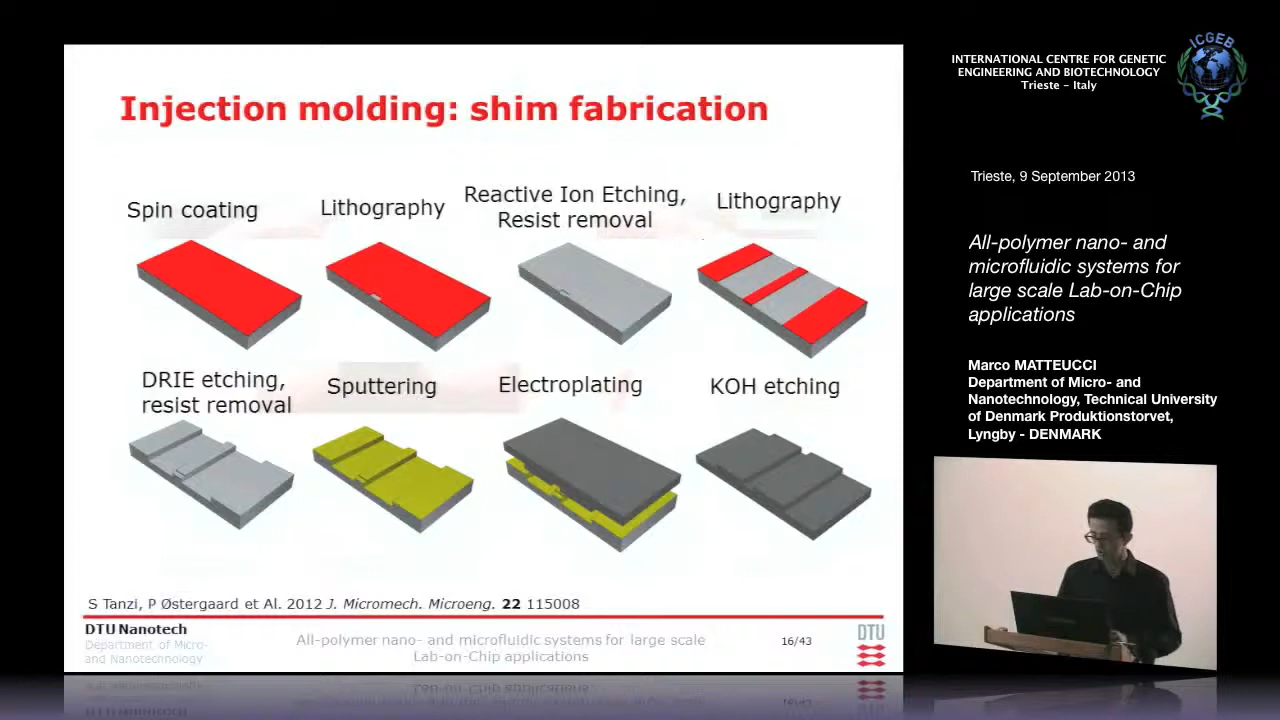 Injection molding: shim fabrication
Spin coating
Lithography
Reactive Ion Etching,
Resist removal
Lithography
DRIE etching,
resist removal
Sputtering
Electroplating
KOH etching
S Tanzi, P Østergaard et Al. 2012 J. Micromech. Microeng. 22 115008
DTU Nanotech
Department of Micro-
and Nanotechnology
All-polymer nano- and microfluidic systems for large scale
Lab-on-Chip applications
16/43
DTU
INTERNATIONAL CENTRE FOR GENETIC
ENGINEERING AND BIOTECHNOLOGY
Trieste - Italy
ICGEB
Trieste, 9 September 2013
All-polymer nano- and
microfluidic systems for
large scale Lab-on-Chip
applications
Marco MATTEUCCI
Department of Micro- and
Nanotechnology, Technical University
of Denmark Produktionstorvet,
Lyngby - DENMARK